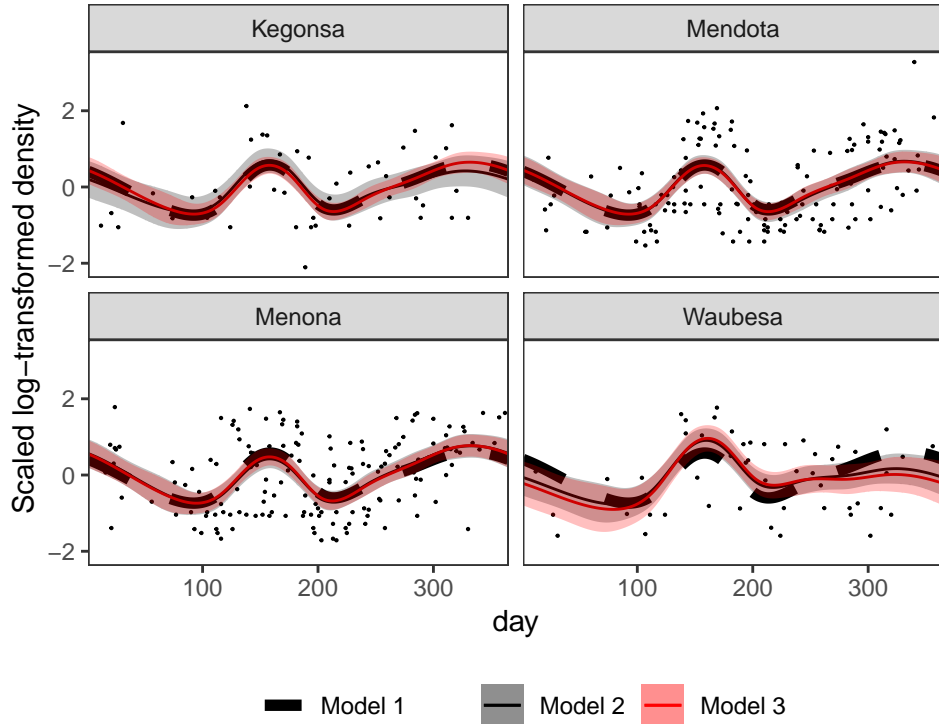 Kegonsa Mendota
Scaled log−transformed density
2
0
−2
Menona Waubesa
2
0
−2
100 200 300 100 200 300
day
Model 1 Model 2 Model 3